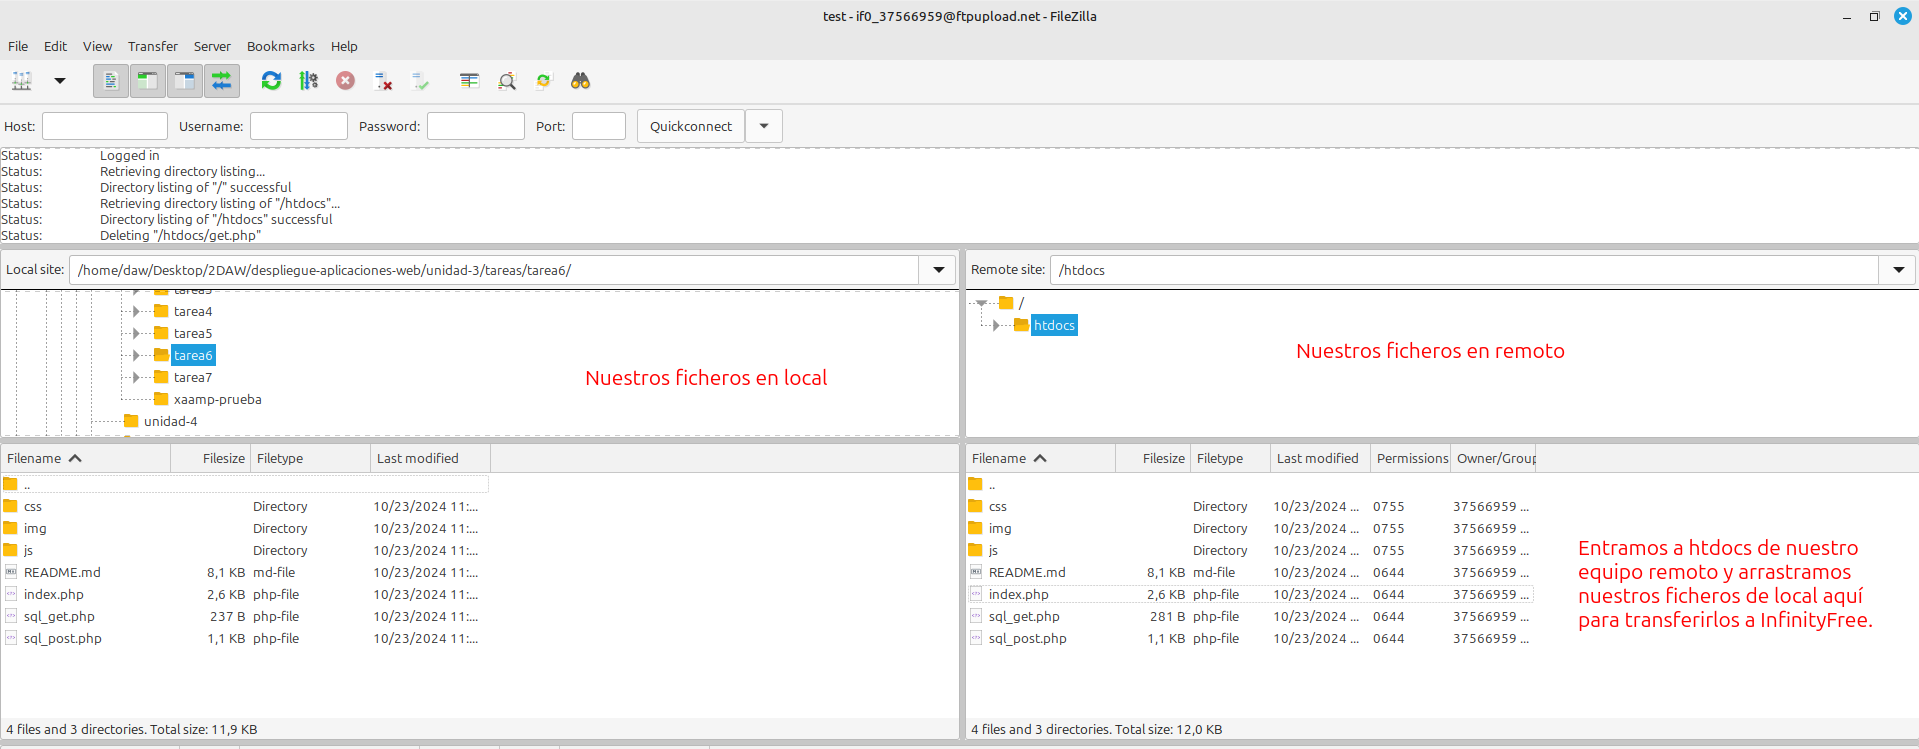 test - if0_37566959@ftpupload.net - FileZilla
File Edit View Transfer Server Bookmarks Help
Host: Username: Password: Port: Quickconnect
Status: Logged in
Status: Retrieving directory listing...
Status: Directory listing of "/" successful
Status: Retrieving directory listing of "/htdocs"...
Status: Directory listing of "/htdocs" successful
Status: Deleting "/htdocs/get.php"
Local site: /home/daw/Desktop/2DAW/despliegue-aplicaciones-web/unidad-3/tareas/tarea6/
tarea4
tarea5
tarea6
tarea7
xaamp-prueba
unidad-4
Nuestros ficheros en local
Remote site: /htdocs
/
htdocs
Nuestros ficheros en remoto
Filename Filesize Filetype Last modified
..
css Directory 10/23/2024 11:...
img Directory 10/23/2024 11:...
js Directory 10/23/2024 11:...
README.md 8,1 KB md-file 10/23/2024 11:...
index.php 2,6 KB php-file 10/23/2024 11:...
sql_get.php 237 B php-file 10/23/2024 11:...
sql_post.php 1,1 KB php-file 10/23/2024 11:...
4 files and 3 directories. Total size: 11,9 KB
Filename Filesize Filetype Last modified Permissions Owner/Group
..
css Directory 10/23/2024 ... 0755 37566959 ...
img Directory 10/23/2024 ... 0755 37566959 ...
js Directory 10/23/2024 ... 0755 37566959 ...
README.md 8,1 KB md-file 10/23/2024 ... 0644 37566959 ...
index.php 2,6 KB php-file 10/23/2024 ... 0644 37566959 ...
sql_get.php 281 B php-file 10/23/2024 ... 0644 37566959 ...
sql_post.php 1,1 KB php-file 10/23/2024 ... 0644 37566959 ...
Entramos a htdocs de nuestro
equipo remoto y arrastramos
nuestros ficheros de local aquí
para transferirlos a InfinityFree.
4 files and 3 directories. Total size: 12,0 KB